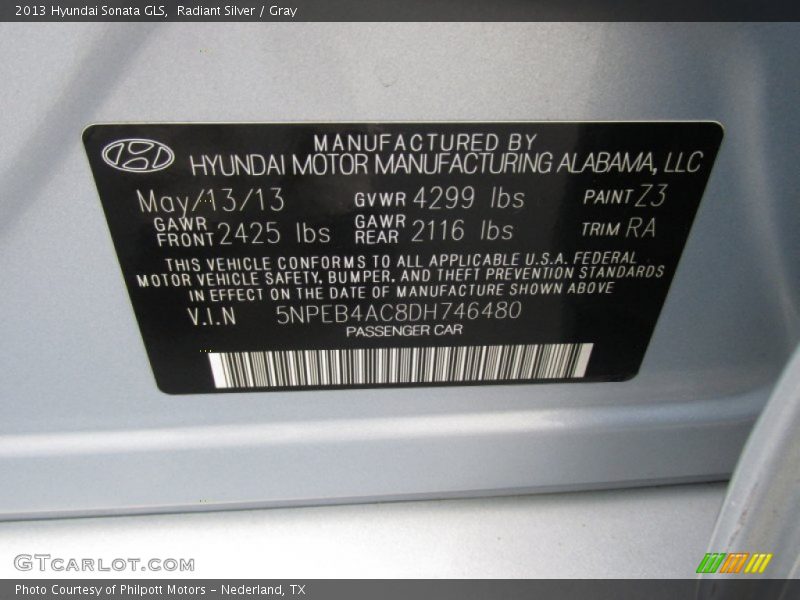 2013 Hyundai Sonata GLS, Radiant Silver / Gray
MANUFACTURED BY
HYUNDAI MOTOR MANUFACTURING ALABAMA, LLC
May/13/13 GVWR 4299 lbs PAINT Z3
GAWR FRONT 2425 lbs GAWR REAR 2116 lbs TRIM RA
THIS VEHICLE CONFORMS TO ALL APPLICABLE U.S.A. FEDERAL
MOTOR VEHICLE SAFETY, BUMPER, AND THEFT PREVENTION STANDARDS
IN EFFECT ON THE DATE OF MANUFACTURE SHOWN ABOVE
V.I.N 5NPEB4AC8DH746480
PASSENGER CAR
GTCARLOT.COM
Photo Courtesy of Philpott Motors - Nederland, TX